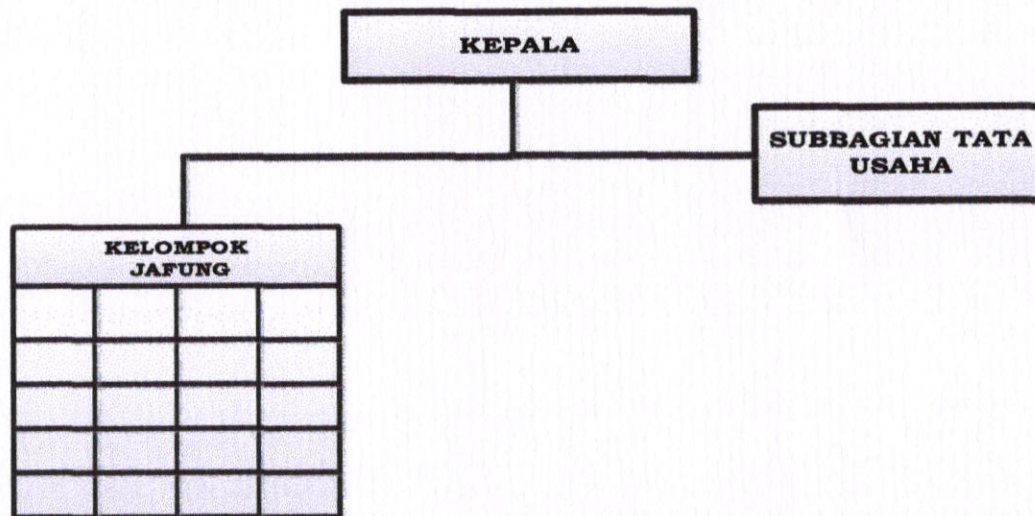 KEPALA
SUBBAGIAN TATA
USAHA
KELOMPOK
JAFUNG